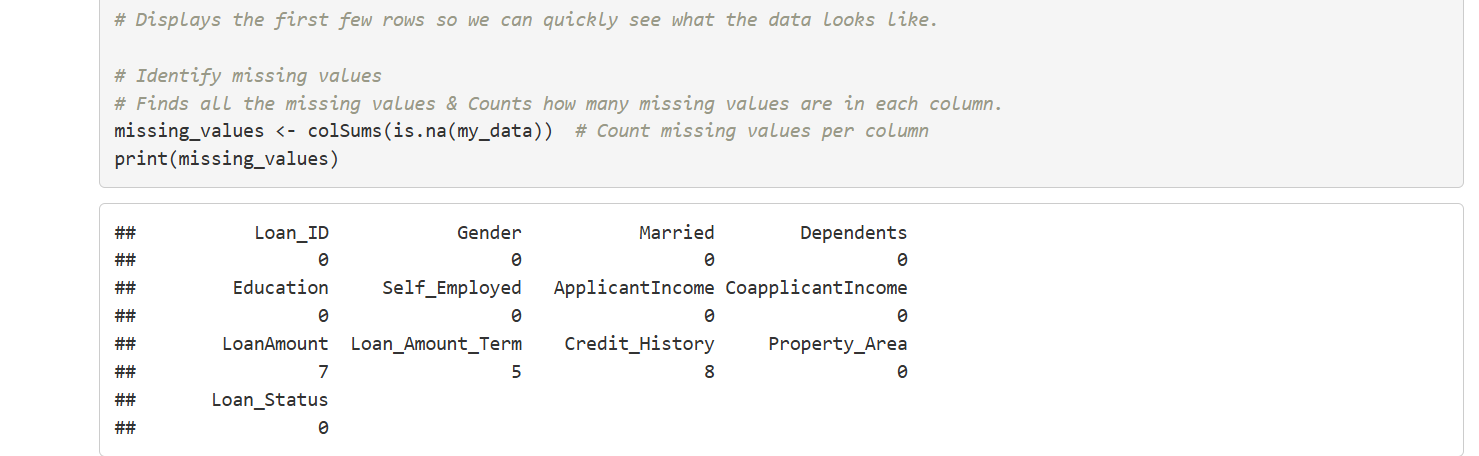 # Displays the first few rows so we can quickly see what the data looks like.
# Identify missing values
# Finds all the missing values & Counts how many missing values are in each column.
missing_values <- colSums(is.na(my_data))  # Count missing values per column
print(missing_values)
##           Loan_ID            Gender           Married        Dependents
##                 0                 0                 0                 0
##         Education     Self_Employed   ApplicantIncome CoapplicantIncome
##                 0                 0                 0                 0
##        LoanAmount  Loan_Amount_Term    Credit_History     Property_Area
##                 7                 5                 8                 0
##       Loan_Status
##                 0